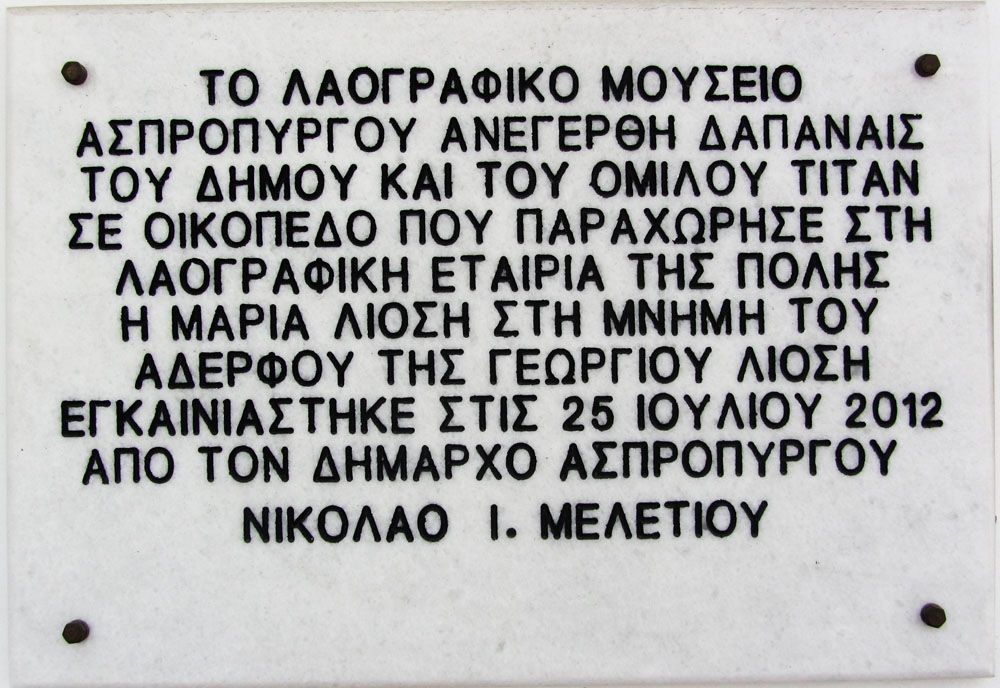 ΤΟ ΛΑΟΓΡΑΦΙΚΟ ΜΟΥΣΕΙΟ
ΑΣΠΡΟΠΥΡΓΟΥ ΑΝΕΓΕΡΘΗ ΔΑΠΑΝΑΙΣ
ΤΟΥ ΔΗΜΟΥ ΚΑΙ ΤΟΥ ΟΜΙΛΟΥ ΤΙΤΑΝ
ΣΕ ΟΙΚΟΠΕΔΟ ΠΟΥ ΠΑΡΑΧΩΡΗΣΕ ΣΤΗ
ΛΑΟΓΡΑΦΙΚΗ ΕΤΑΙΡΙΑ ΤΗΣ ΠΟΛΗΣ
Η ΜΑΡΙΑ ΛΙΟΣΗ ΣΤΗ ΜΝΗΜΗ ΤΟΥ
ΑΔΕΡΦΟΥ ΤΗΣ ΓΕΩΡΓΙΟΥ ΛΙΟΣΗ
ΕΓΚΑΙΝΙΑΣΤΗΚΕ ΣΤΙΣ 25 ΙΟΥΛΙΟΥ 2012
ΑΠΟ ΤΟΝ ΔΗΜΑΡΧΟ ΑΣΠΡΟΠΥΡΓΟΥ
ΝΙΚΟΛΑΟ Ι. ΜΕΛΕΤΙΟΥ